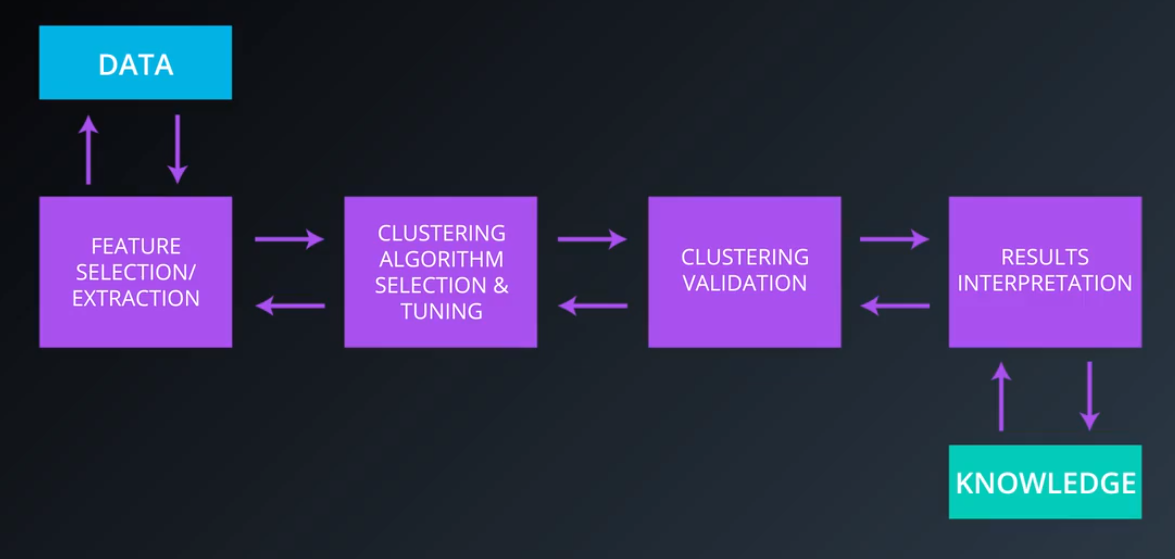 DATA
FEATURE
SELECTION/
EXTRACTION
CLUSTERING
ALGORITHM
SELECTION &
TUNING
CLUSTERING
VALIDATION
RESULTS
INTERPRETATION
KNOWLEDGE